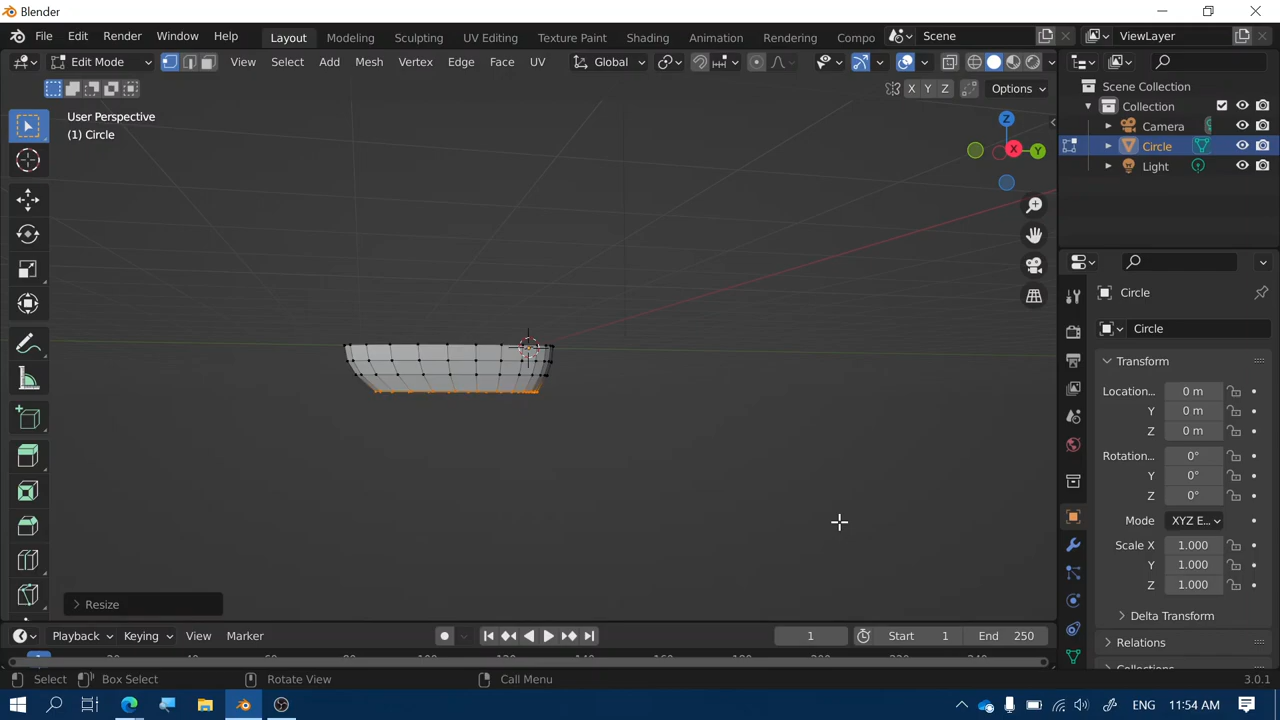 Blender
File Edit Render Window Help Layout Modeling Sculpting UV Editing Texture Paint Shading Animation Rendering Compo Scene ViewLayer
Edit Mode View Select Add Mesh Vertex Edge Face UV Global
X Y Z Options
User Perspective
(1) Circle
Z
X
Y
Scene Collection
Collection
Camera
Circle
Light
Circle
Circle
Transform
Locatio... 0 m
Y 0 m
Z 0 m
Rotatio... 0°
Y 0°
Z 0°
Mode XYZ E...
Scale X 1.000
Y 1.000
Z 1.000
Delta Transform
Relations
Resize
Playback Keying View Marker 1 Start 1 End 250
Select Box Select Rotate View Call Menu 3.0.1
ENG 11:54 AM